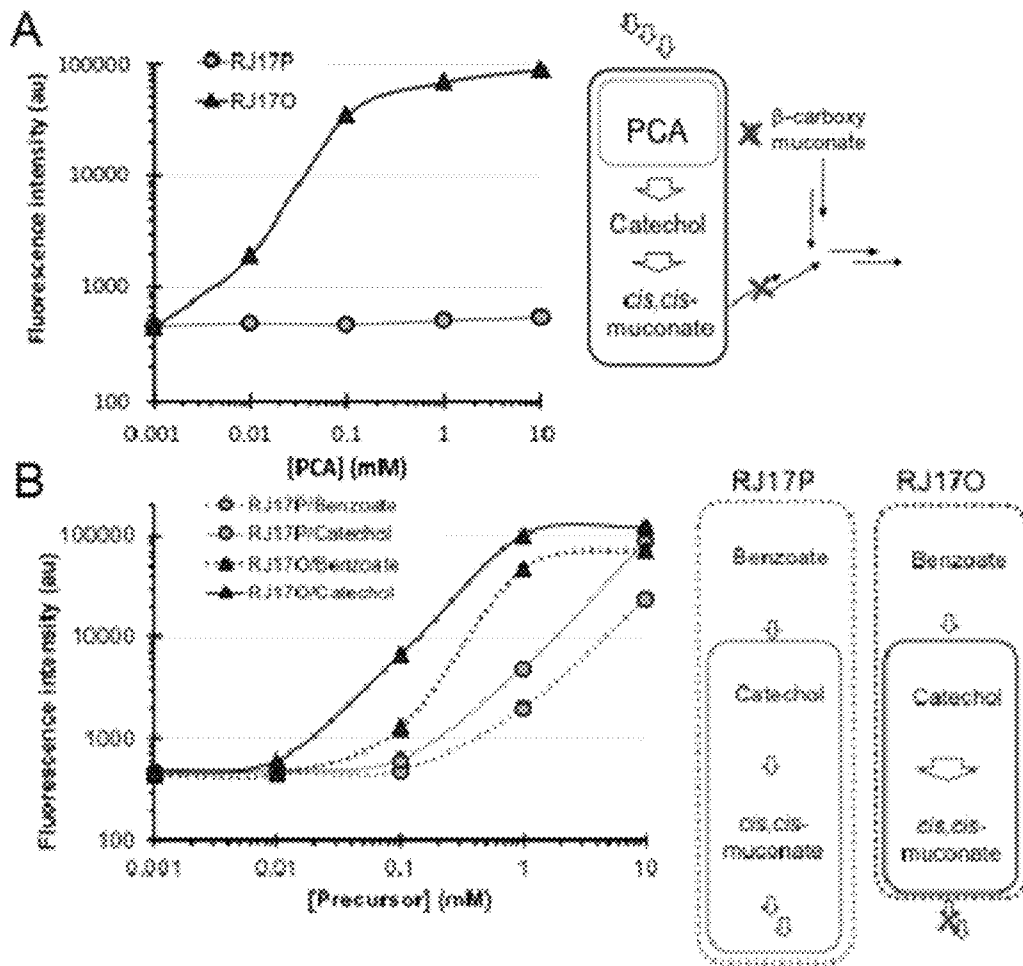 A
Fluorescence intensity (au)
100000
10000
1000
100
0.001 0.01 0.1 1 10
[PCA] (mM)
RJ17P
RJ17O
PCA
Catechol
cis,cis-
muconate
β-carboxy
muconate
B
Fluorescence intensity (au)
100000
10000
1000
100
0.001 0.01 0.1 1 10
[Precursor] (mM)
RJ17P/Benzoate
RJ17P/Catechol
RJ17O/Benzoate
RJ17O/Catechol
RJ17P
Benzoate
Catechol
cis,cis-
muconate
RJ17O
Benzoate
Catechol
cis,cis-
muconate